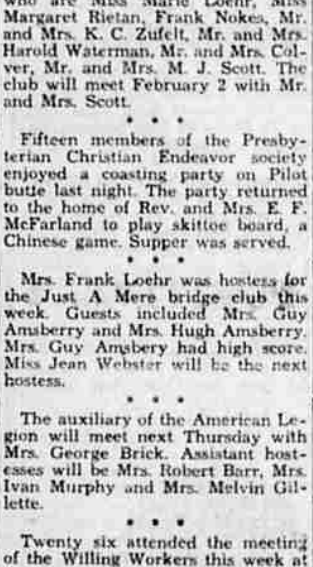 who are Miss Marie Loehr, Miss
Margaret Rietan, Frank Nokes, Mr.
and Mrs. K. C. Zufelt, Mr. and Mrs.
Harold Waterman, Mr. and Mrs. Col-
ver, Mr. and Mrs. M. J. Scott. The
club will meet February 2 with Mr.
and Mrs. Scott.
• • •
Fifteen members of the Presby-
terian Christian Endeavor society
enjoyed a coasting party on Pilot
butte last night. The party returned
to the home of Rev. and Mrs. E. F.
McFarland to play skittoe board, a
Chinese game. Supper was served.
• • •
Mrs. Frank Loehr was hostess for
the Just A Mere bridge club this
week. Guests included Mrs. Guy
Amsberry and Mrs. Hugh Amsberry.
Mrs. Guy Amsbery had high score.
Miss Jean Webster will be the next
hostess.
• • •
The auxiliary of the American Le-
gion will meet next Thursday with
Mrs. George Brick. Assistant host-
esses will be Mrs. Robert Barr, Mrs.
Ivan Murphy and Mrs. Melvin Gil-
lette.
• • •
Twenty six attended the meeting
of the Willing Workers this week at